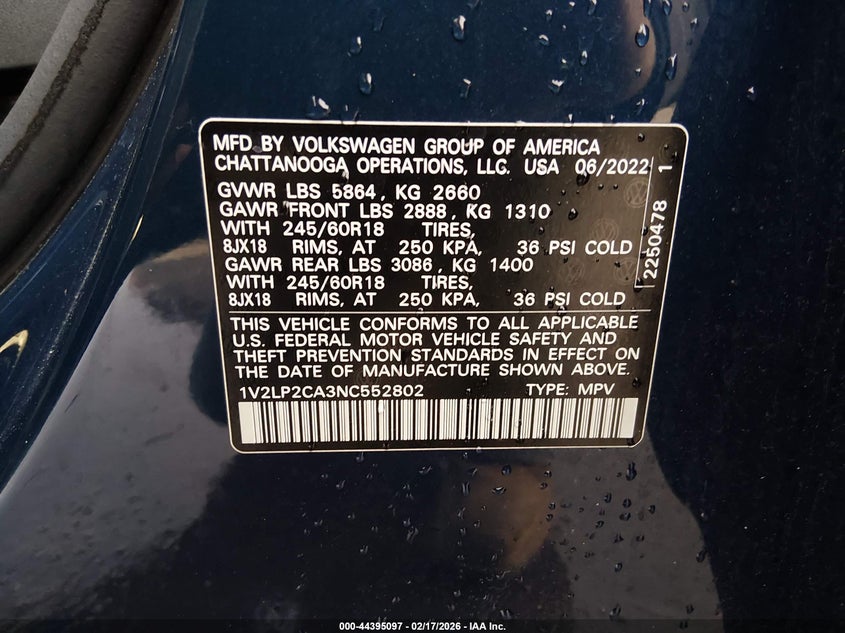 MFD. BY VOLKSWAGEN GROUP OF AMERICA
CHATTANOOGA OPERATIONS, LLC. USA 06/2022
GVWR LBS 5864, KG 2660
GAWR FRONT LBS 2888, KG 1310
WITH 245/60R18 TIRES,
8JX18 RIMS, AT 250 KPA, 36 PSI COLD
GAWR REAR LBS 3086, KG 1400
WITH 245/60R18 TIRES,
8JX18 RIMS, AT 250 KPA, 36 PSI COLD
2250478 1
THIS VEHICLE CONFORMS TO ALL APPLICABLE
U.S. FEDERAL MOTOR VEHICLE SAFETY AND
THEFT PREVENTION STANDARDS IN EFFECT ON
THE DATE OF MANUFACTURE SHOWN ABOVE.
1V2LP2CA3NC552802 TYPE: MPV
000-44395097 - 02/17/2026 - IAA Inc.